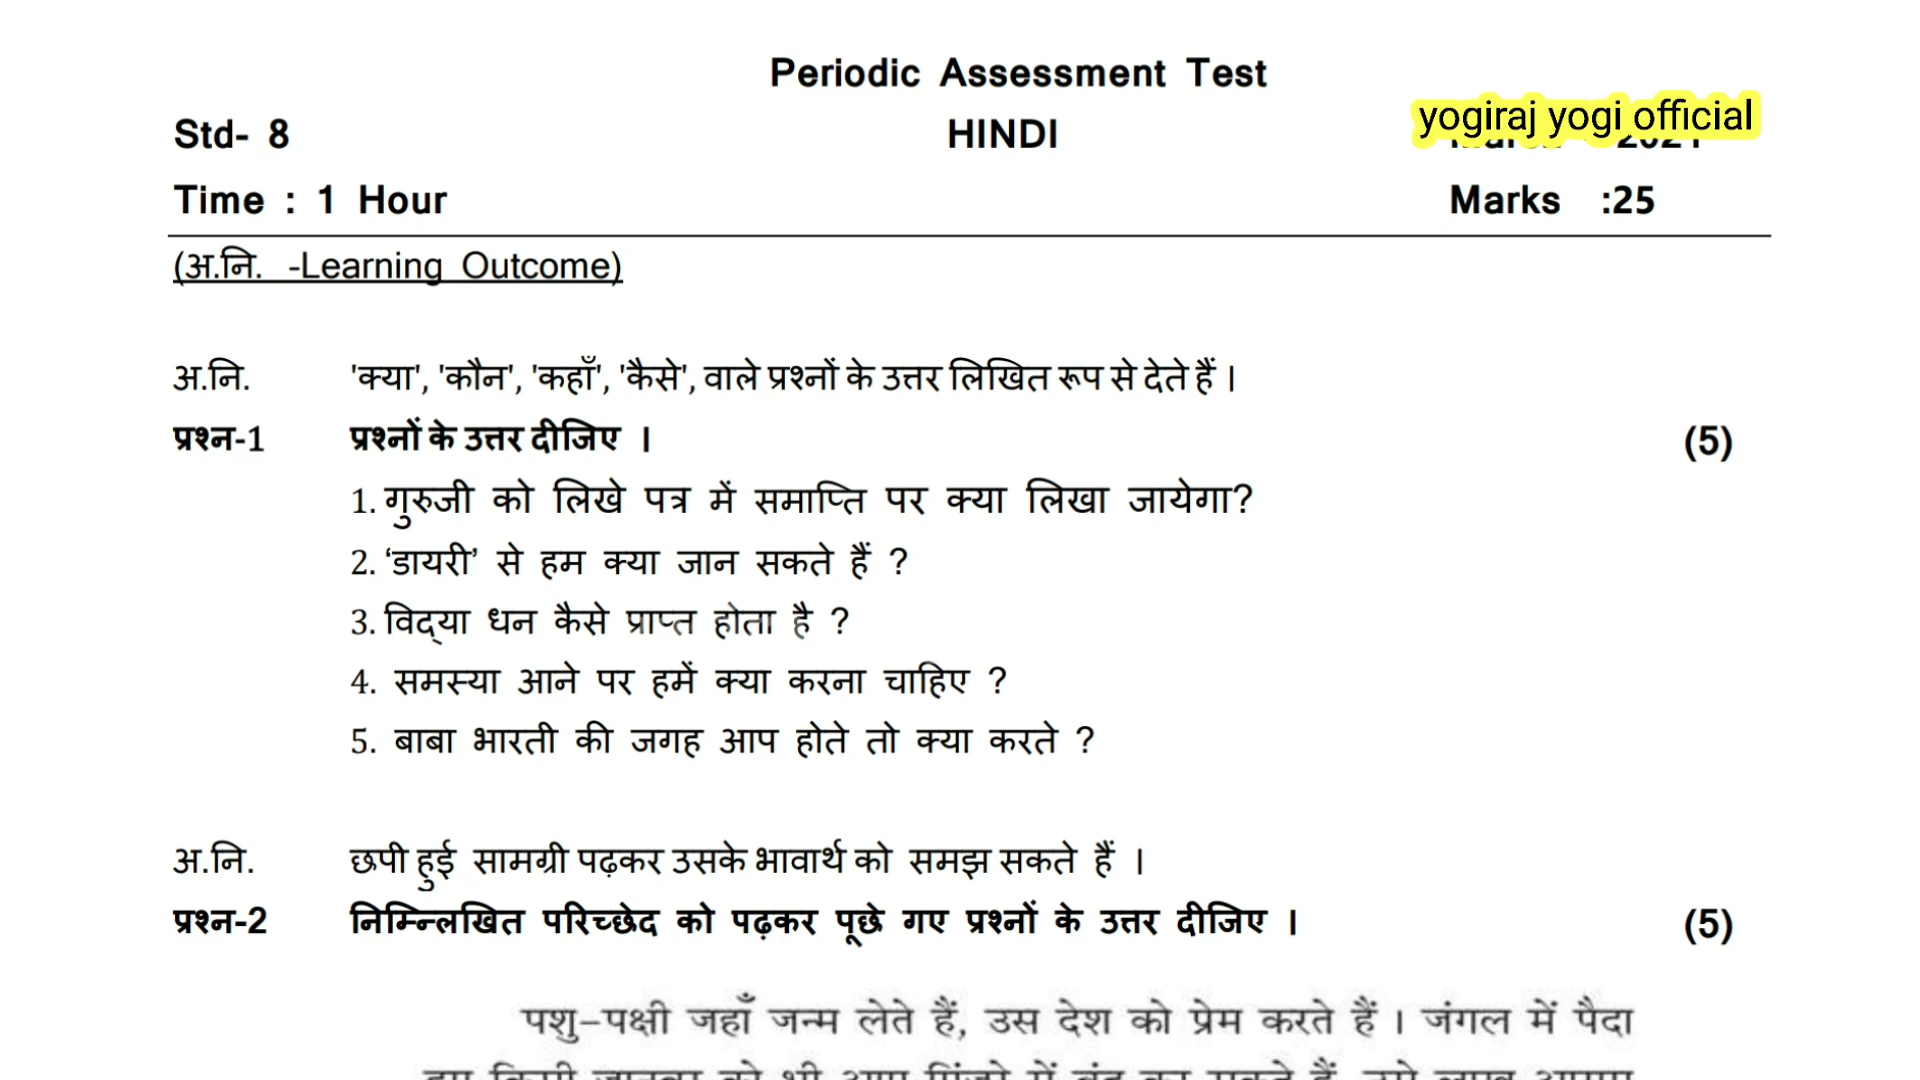 Periodic Assessment Test
Std- 8 HINDI yogiraj yogi official
Time : 1 Hour Marks :25
(अ.नि. -Learning Outcome)
अ.नि. 'क्या', 'कौन', 'कहाँ', 'कैसे', वाले प्रश्नों के उत्तर लिखित रूप से देते हैं ।
प्रश्न-1 प्रश्नों के उत्तर दीजिए । (5)
1. गुरुजी को लिखे पत्र में समाप्ति पर क्या लिखा जायेगा?
2. ‘डायरी’ से हम क्या जान सकते हैं ?
3. विद्‌या धन कैसे प्राप्त होता है ?
4. समस्या आने पर हमें क्या करना चाहिए ?
5. बाबा भारती की जगह आप होते तो क्या करते ?
अ.नि. छपी हुई सामग्री पढ़कर उसके भावार्थ को समझ सकते हैं ।
प्रश्न-2 निम्न्लिखित परिच्छेद को पढ़कर पूछे गए प्रश्नों के उत्तर दीजिए । (5)
पशु-पक्षी जहाँ जन्म लेते हैं, उस देश को प्रेम करते हैं । जंगल में पैदा